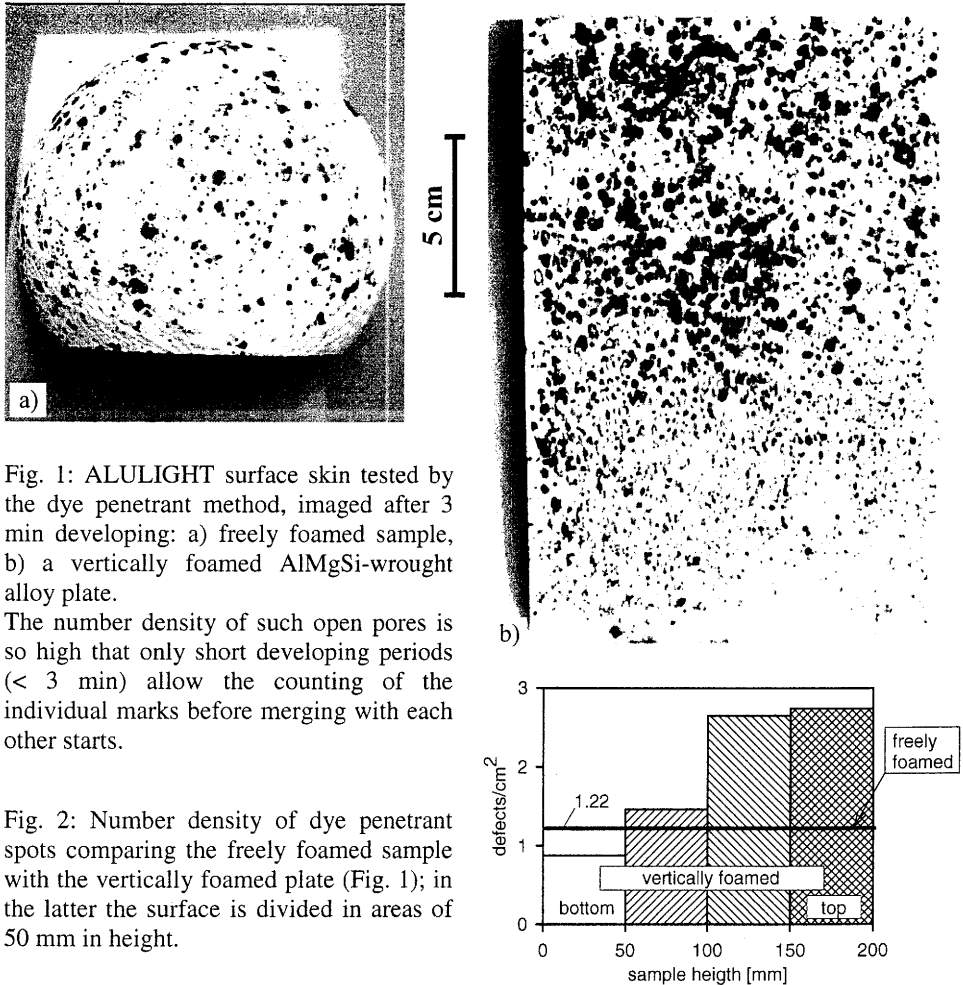 a)
5 cm
b)
Fig. 1: ALULIGHT surface skin tested by
the dye penetrant method, imaged after 3
min developing: a) freely foamed sample,
b) a vertically foamed AlMgSi-wrought
alloy plate.
The number density of such open pores is
so high that only short developing periods
(< 3 min) allow the counting of the
individual marks before merging with each
other starts.
Fig. 2: Number density of dye penetrant
spots comparing the freely foamed sample
with the vertically foamed plate (Fig. 1); in
the latter the surface is divided in areas of
50 mm in height.
3
2
1
0
defects/cm²
1.22
freely
foamed
vertically foamed
bottom
top
0 50 100 150 200
sample heigth [mm]